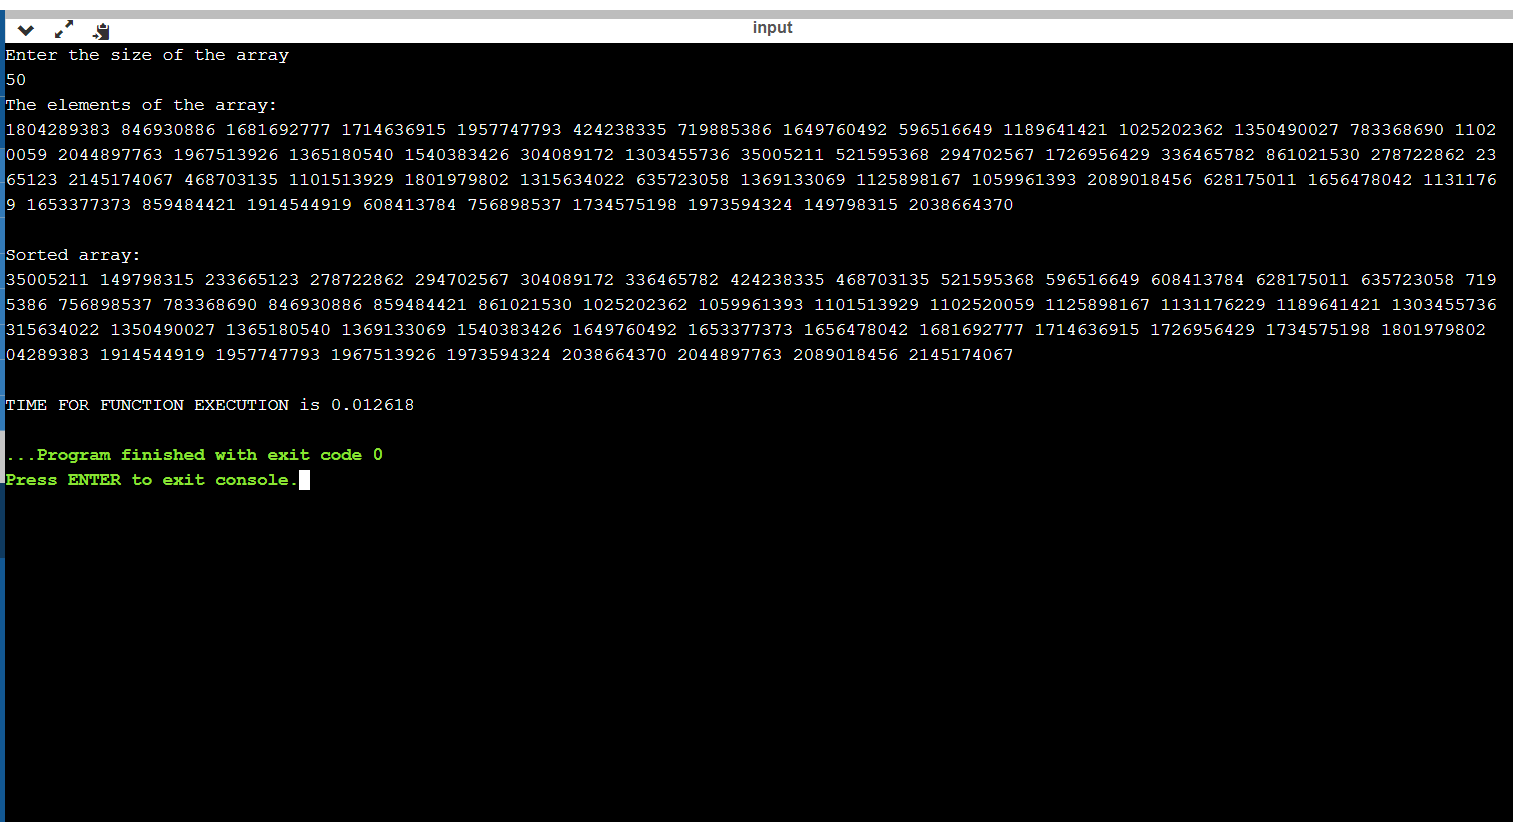 input
Enter the size of the array
50
The elements of the array:
1804289383 846930886 1681692777 1714636915 1957747793 424238335 719885386 1649760492 596516649 1189641421 1025202362 1350490027 783368690 1102
0059 2044897763 1967513926 1365180540 1540383426 304089172 1303455736 35005211 521595368 294702567 1726956429 336465782 861021530 278722862 23
65123 2145174067 468703135 1101513929 1801979802 1315634022 635723058 1369133069 1125898167 1059961393 2089018456 628175011 1656478042 1131176
9 1653377373 859484421 1914544919 608413784 756898537 1734575198 1973594324 149798315 2038664370
Sorted array:
35005211 149798315 233665123 278722862 294702567 304089172 336465782 424238335 468703135 521595368 596516649 608413784 628175011 635723058 719
5386 756898537 783368690 846930886 859484421 861021530 1025202362 1059961393 1101513929 1102520059 1125898167 1131176229 1189641421 1303455736
315634022 1350490027 1365180540 1369133069 1540383426 1649760492 1653377373 1656478042 1681692777 1714636915 1726956429 1734575198 1801979802
04289383 1914544919 1957747793 1967513926 1973594324 2038664370 2044897763 2089018456 2145174067
TIME FOR FUNCTION EXECUTION is 0.012618
...Program finished with exit code 0
Press ENTER to exit console.